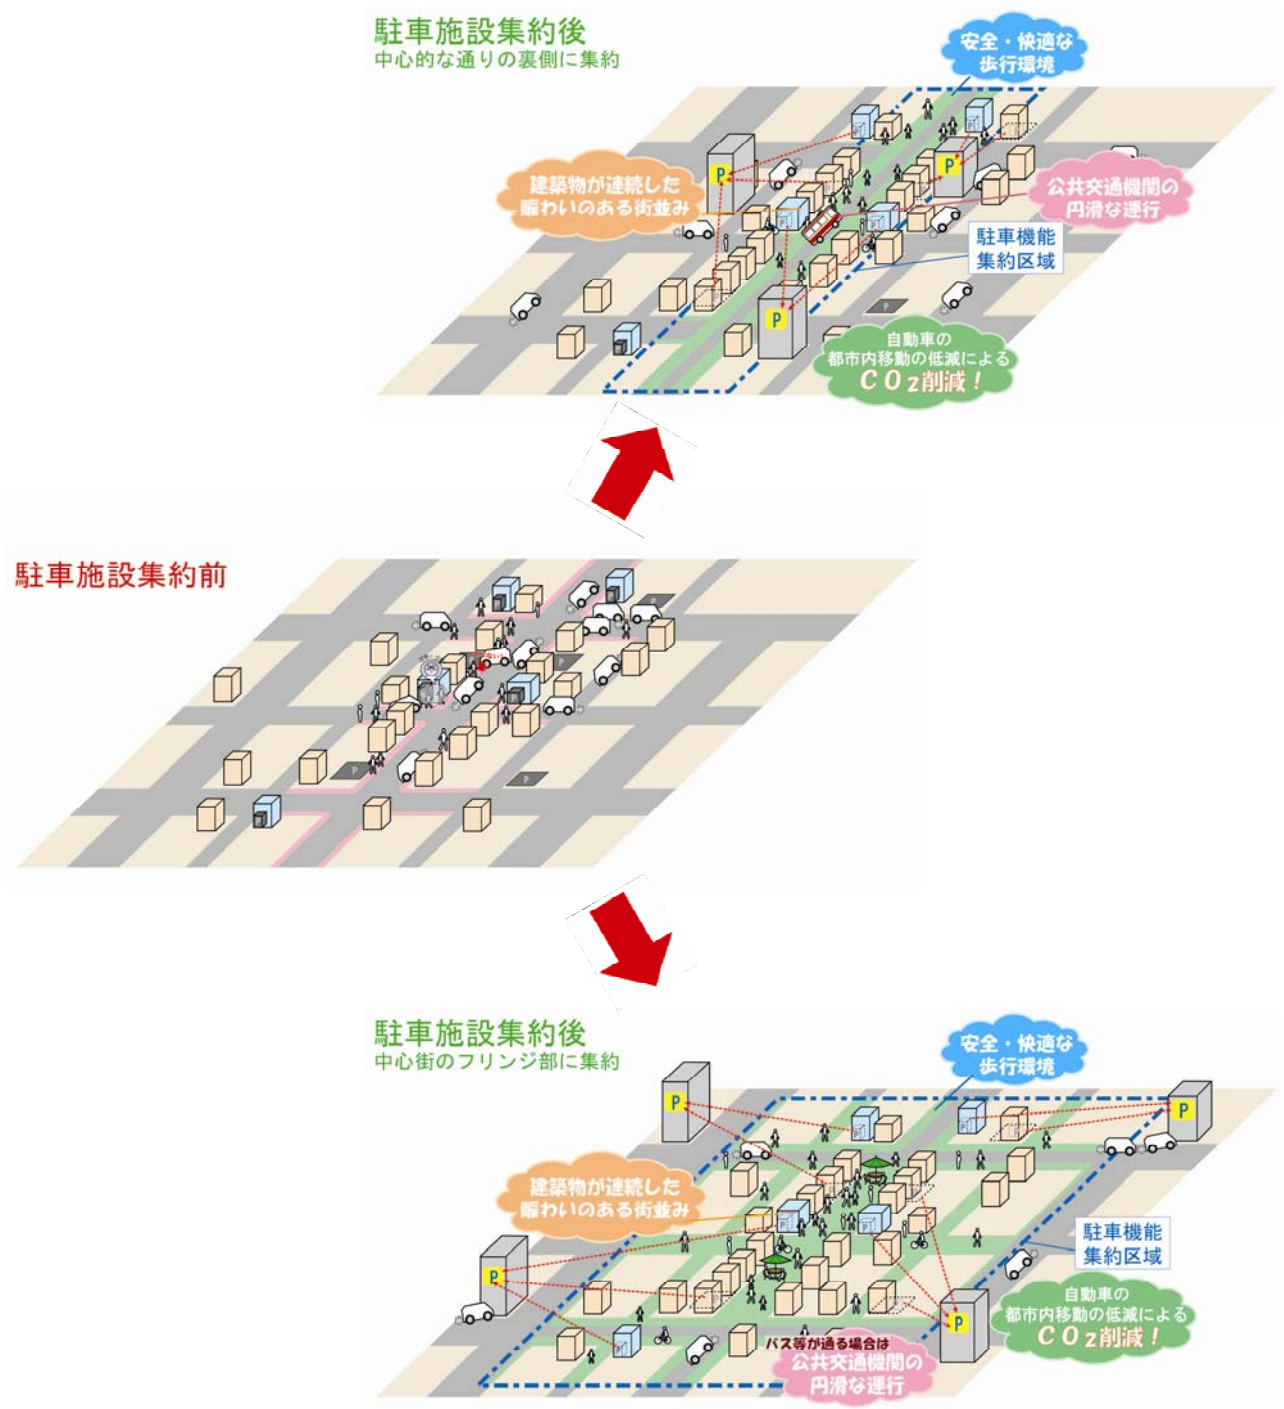 駐車施設集約後
中心的な通りの裏側に集約
安全・快適な
歩行環境
建築物が連続した
賑わいのある街並み
公共交通機関の
円滑な運行
駐車機能
集約区域
P
P
P
自動車の
都市内移動の低減による
CO2削減！
駐車施設集約前
P
P
P
P
駐車施設集約後
中心街のフリンジ部に集約
安全・快適な
歩行環境
P
P
建築物が連続した
賑わいのある街並み
駐車機能
集約区域
P
P
自動車の
都市内移動の低減による
CO2削減！
バス等が通る場合は
公共交通機関の
円滑な運行